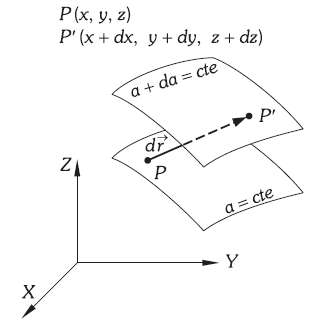 P(x, y, z)
P'(x + dx, y + dy, z + dz)
a + da = cte
P'
dr⃗
P
Z
a = cte
Y
X